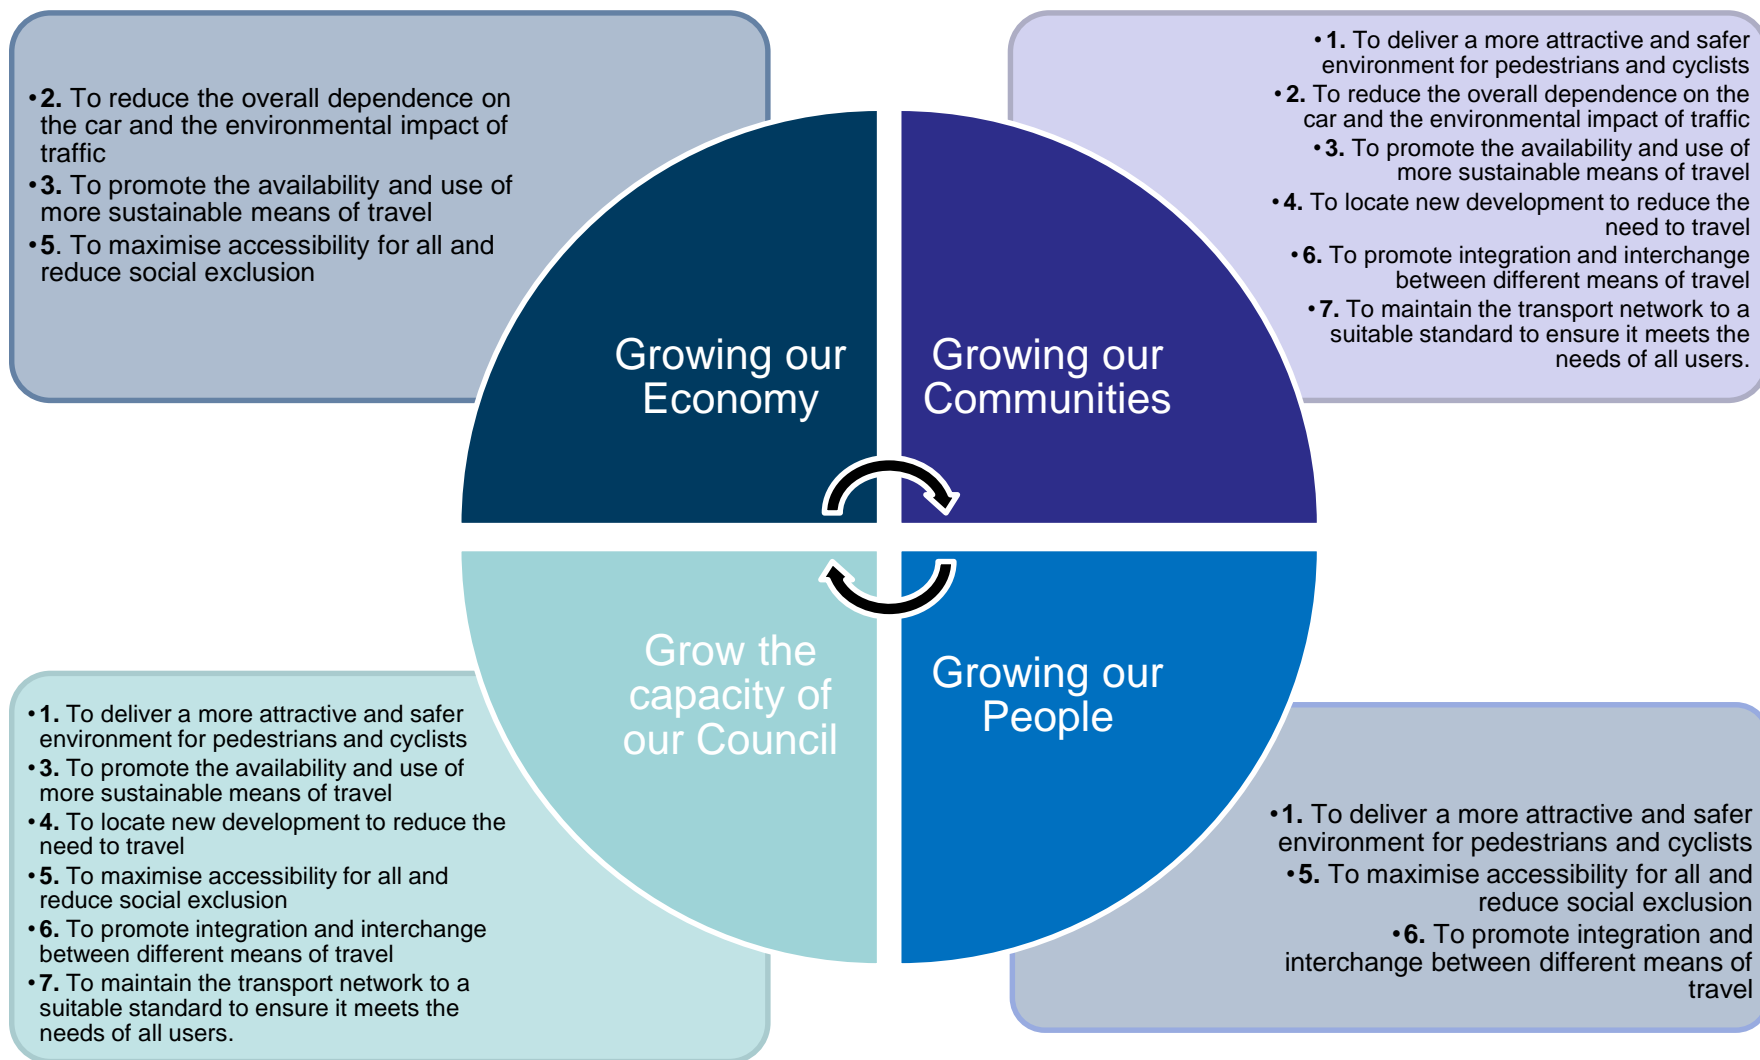 • 2. To reduce the overall dependence on
the car and the environmental impact of
traffic
• 3. To promote the availability and use of
more sustainable means of travel
• 5. To maximise accessibility for all and
reduce social exclusion
• 1. To deliver a more attractive and safer
environment for pedestrians and cyclists
• 2. To reduce the overall dependence on the
car and the environmental impact of traffic
• 3. To promote the availability and use of
more sustainable means of travel
• 4. To locate new development to reduce the
need to travel
• 6. To promote integration and interchange
between different means of travel
• 7. To maintain the transport network to a
suitable standard to ensure it meets the
needs of all users.
Growing our
Economy
Growing our
Communities
Grow the
capacity of
our Council
Growing our
People
• 1. To deliver a more attractive and safer
environment for pedestrians and cyclists
• 3. To promote the availability and use of
more sustainable means of travel
• 4. To locate new development to reduce the
need to travel
• 5. To maximise accessibility for all and
reduce social exclusion
• 6. To promote integration and interchange
between different means of travel
• 7. To maintain the transport network to a
suitable standard to ensure it meets the
needs of all users.
• 1. To deliver a more attractive and safer
environment for pedestrians and cyclists
• 5. To maximise accessibility for all and
reduce social exclusion
• 6. To promote integration and
interchange between different means of
travel